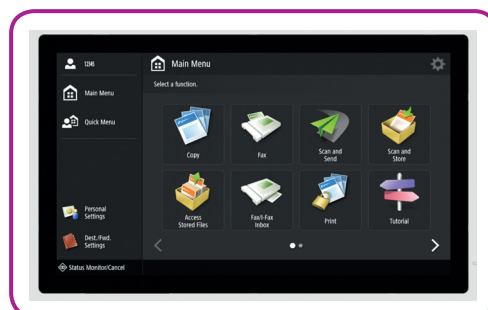 12345
Main Menu
Select a function.
Main Menu
Quick Menu
Copy
Fax
Scan and
Send
Scan and
Store
Access
Stored Files
Fax/I-Fax
Inbox
Print
Tutorial
Personal
Settings
Dest./Fwd.
Settings
Status Monitor/Cancel